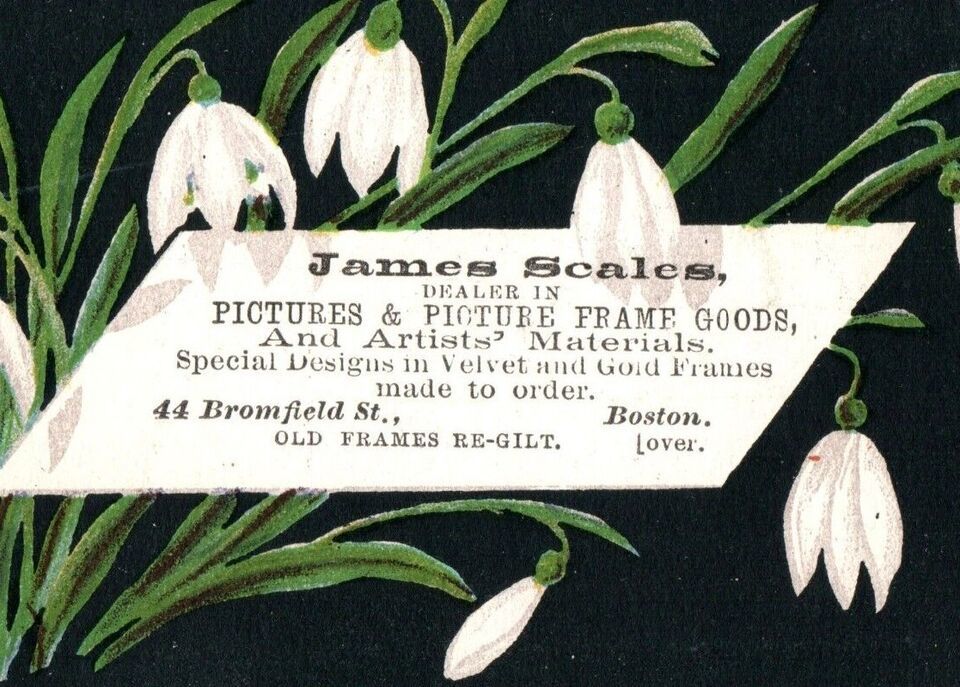 James Scales,
DEALER IN
PICTURES & PICTURE FRAME GOODS,
And Artists' Materials.
Special Designs in Velvet and Gold Frames
made to order.
44 Bromfield St., Boston.
OLD FRAMES RE-GILT. [over.